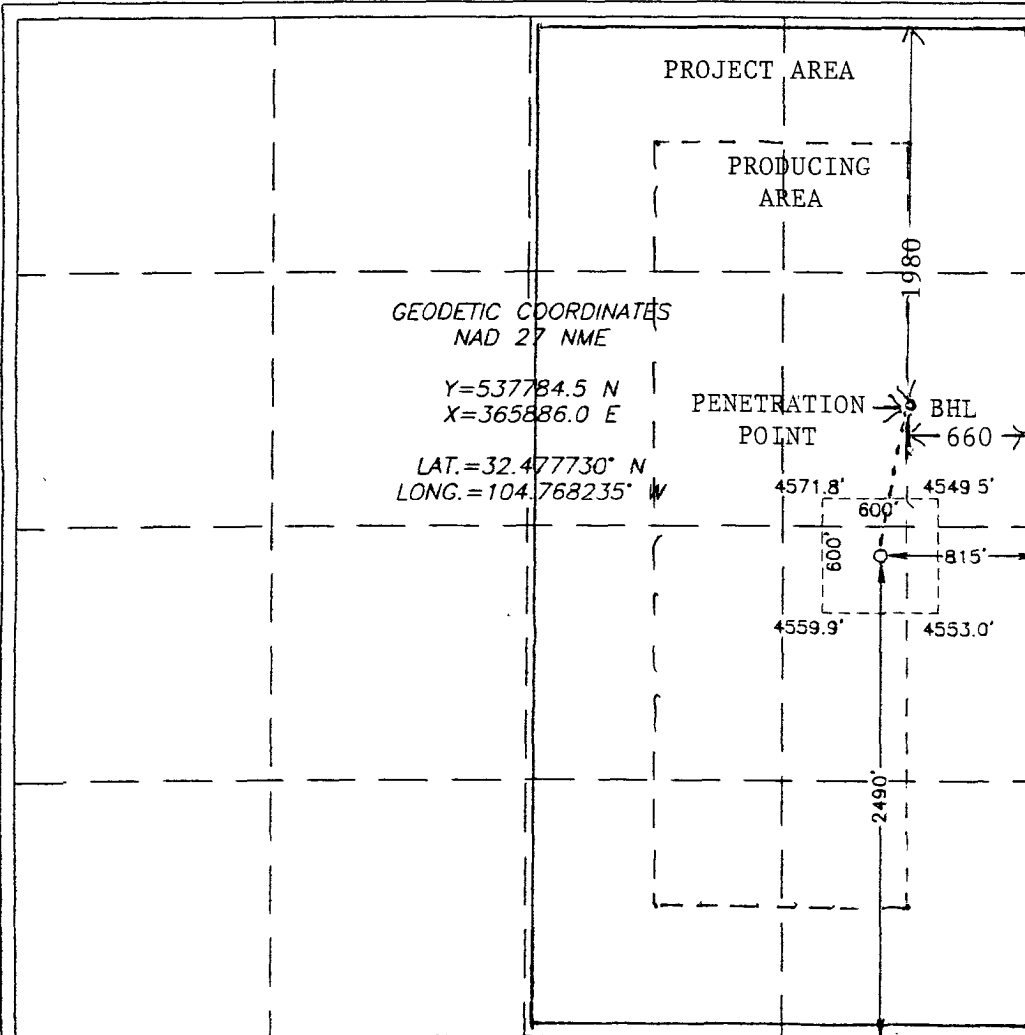 PROJECT AREA
PRODUCING
AREA
1980
GEODETIC COORDINATES
NAD 27 NME
Y=537784.5 N
X=365886.0 E
LAT.=32.477730° N
LONG.=104.768235° W
PENETRATION
POINT
BHL
660
4571.8'
4549.5'
600'
600'
815'
4559.9'
4553.0'
2490'